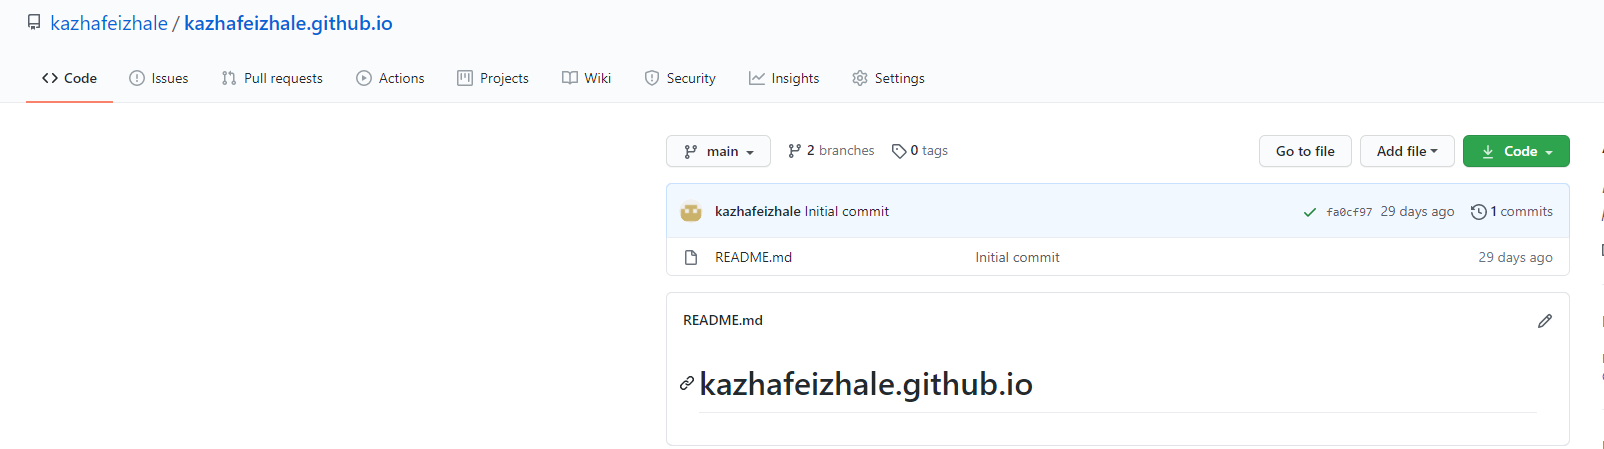 kazhafeizhale / kazhafeizhale.github.io
Code Issues Pull requests Actions Projects Wiki Security Insights Settings
main 2 branches 0 tags Go to file Add file Code
kazhafeizhale Initial commit fa0cf97 29 days ago 1 commits
README.md Initial commit 29 days ago
README.md
kazhafeizhale.github.io